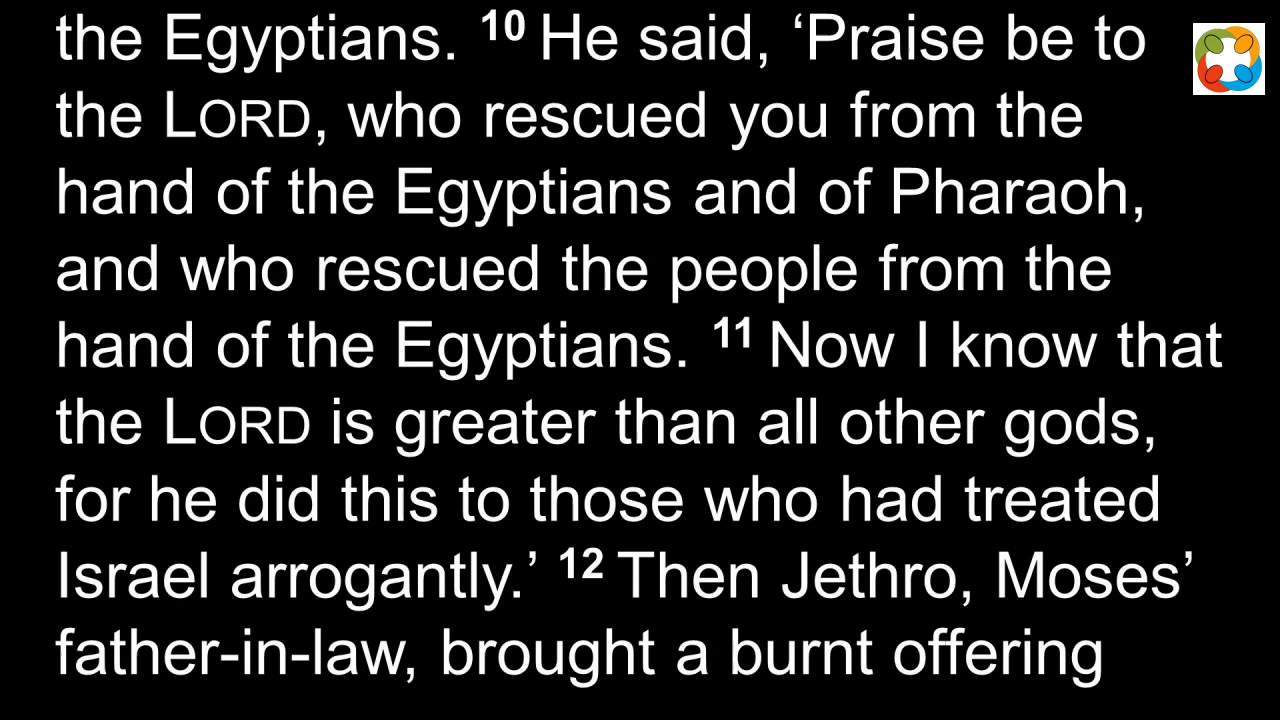 the Egyptians. 10 He said, ‘Praise be to
the LORD, who rescued you from the
hand of the Egyptians and of Pharaoh,
and who rescued the people from the
hand of the Egyptians. 11 Now I know that
the LORD is greater than all other gods,
for he did this to those who had treated
Israel arrogantly.’ 12 Then Jethro, Moses’
father-in-law, brought a burnt offering